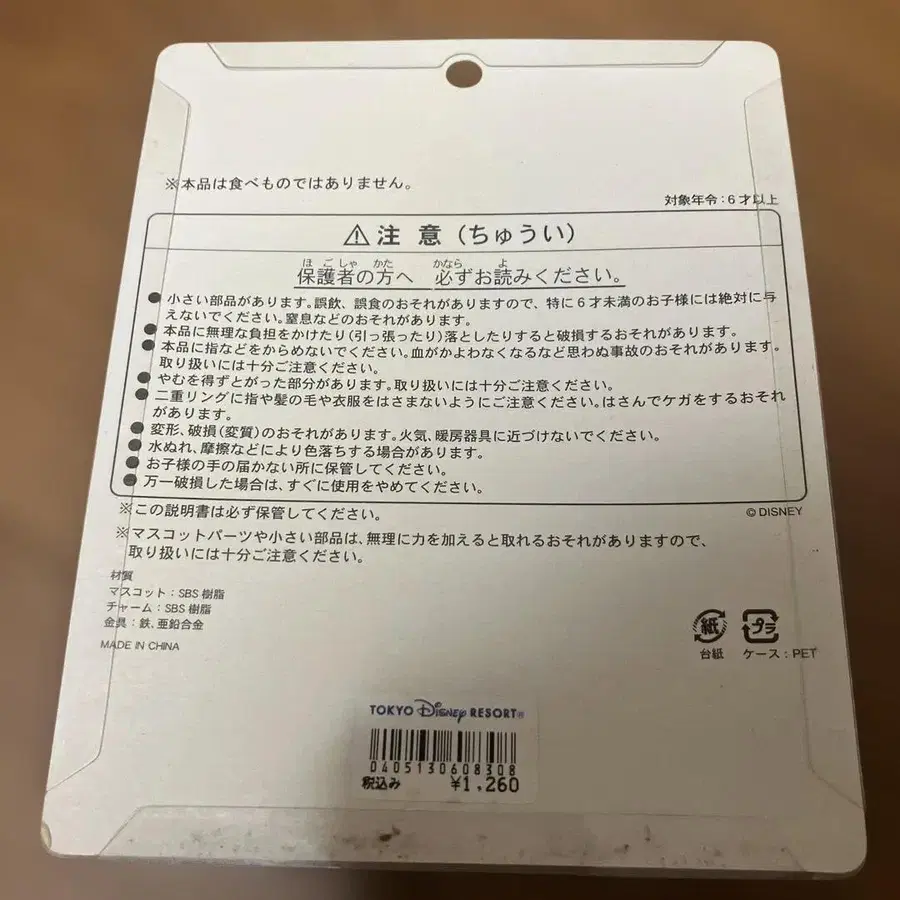 ※本品は食べものではありません。
対象年令：6才以上
⚠注 意（ちゅうい）
ほごしゃ かた かなら よ
保護者の方へ 必ずお読みください。
● 小さい部品があります。誤飲、誤食のおそれがありますので、特に6才未満のお子様には絶対に与
えないでください。窒息などのおそれがあります。
● 本品に無理な負担をかけたり(引っ張ったり)落としたりすると破損するおそれがあります。
● 本品に指などをからめないでください。血がかよわなくなるなど思わぬ事故のおそれがあります。
取り扱いには十分ご注意ください。
● やむを得ずとがった部分があります。取り扱いには十分ご注意ください。
● 二重リングに指や髪の毛や衣服をはさまないようにご注意ください。はさんでケガをするおそれ
があります。
● 変形、破損(変質)のおそれがあります。火気、暖房器具に近づけないでください。
● 水ぬれ、摩擦などにより色落ちする場合があります。
● お子様の手の届かない所に保管してください。
● 万一破損した場合は、すぐに使用をやめてください。
※この説明書は必ず保管してください。
© DISNEY
※マスコットパーツや小さい部品は、無理に力を加えると取れるおそれがありますので、
取り扱いには十分ご注意ください。
材質
マスコット：SBS 樹脂
チャーム：SBS 樹脂
金具：鉄、亜鉛合金
MADE IN CHINA
紙 プラ
台紙 ケース：PET
TOKYO Disney RESORT®
0405130608308
税込み ¥1,260